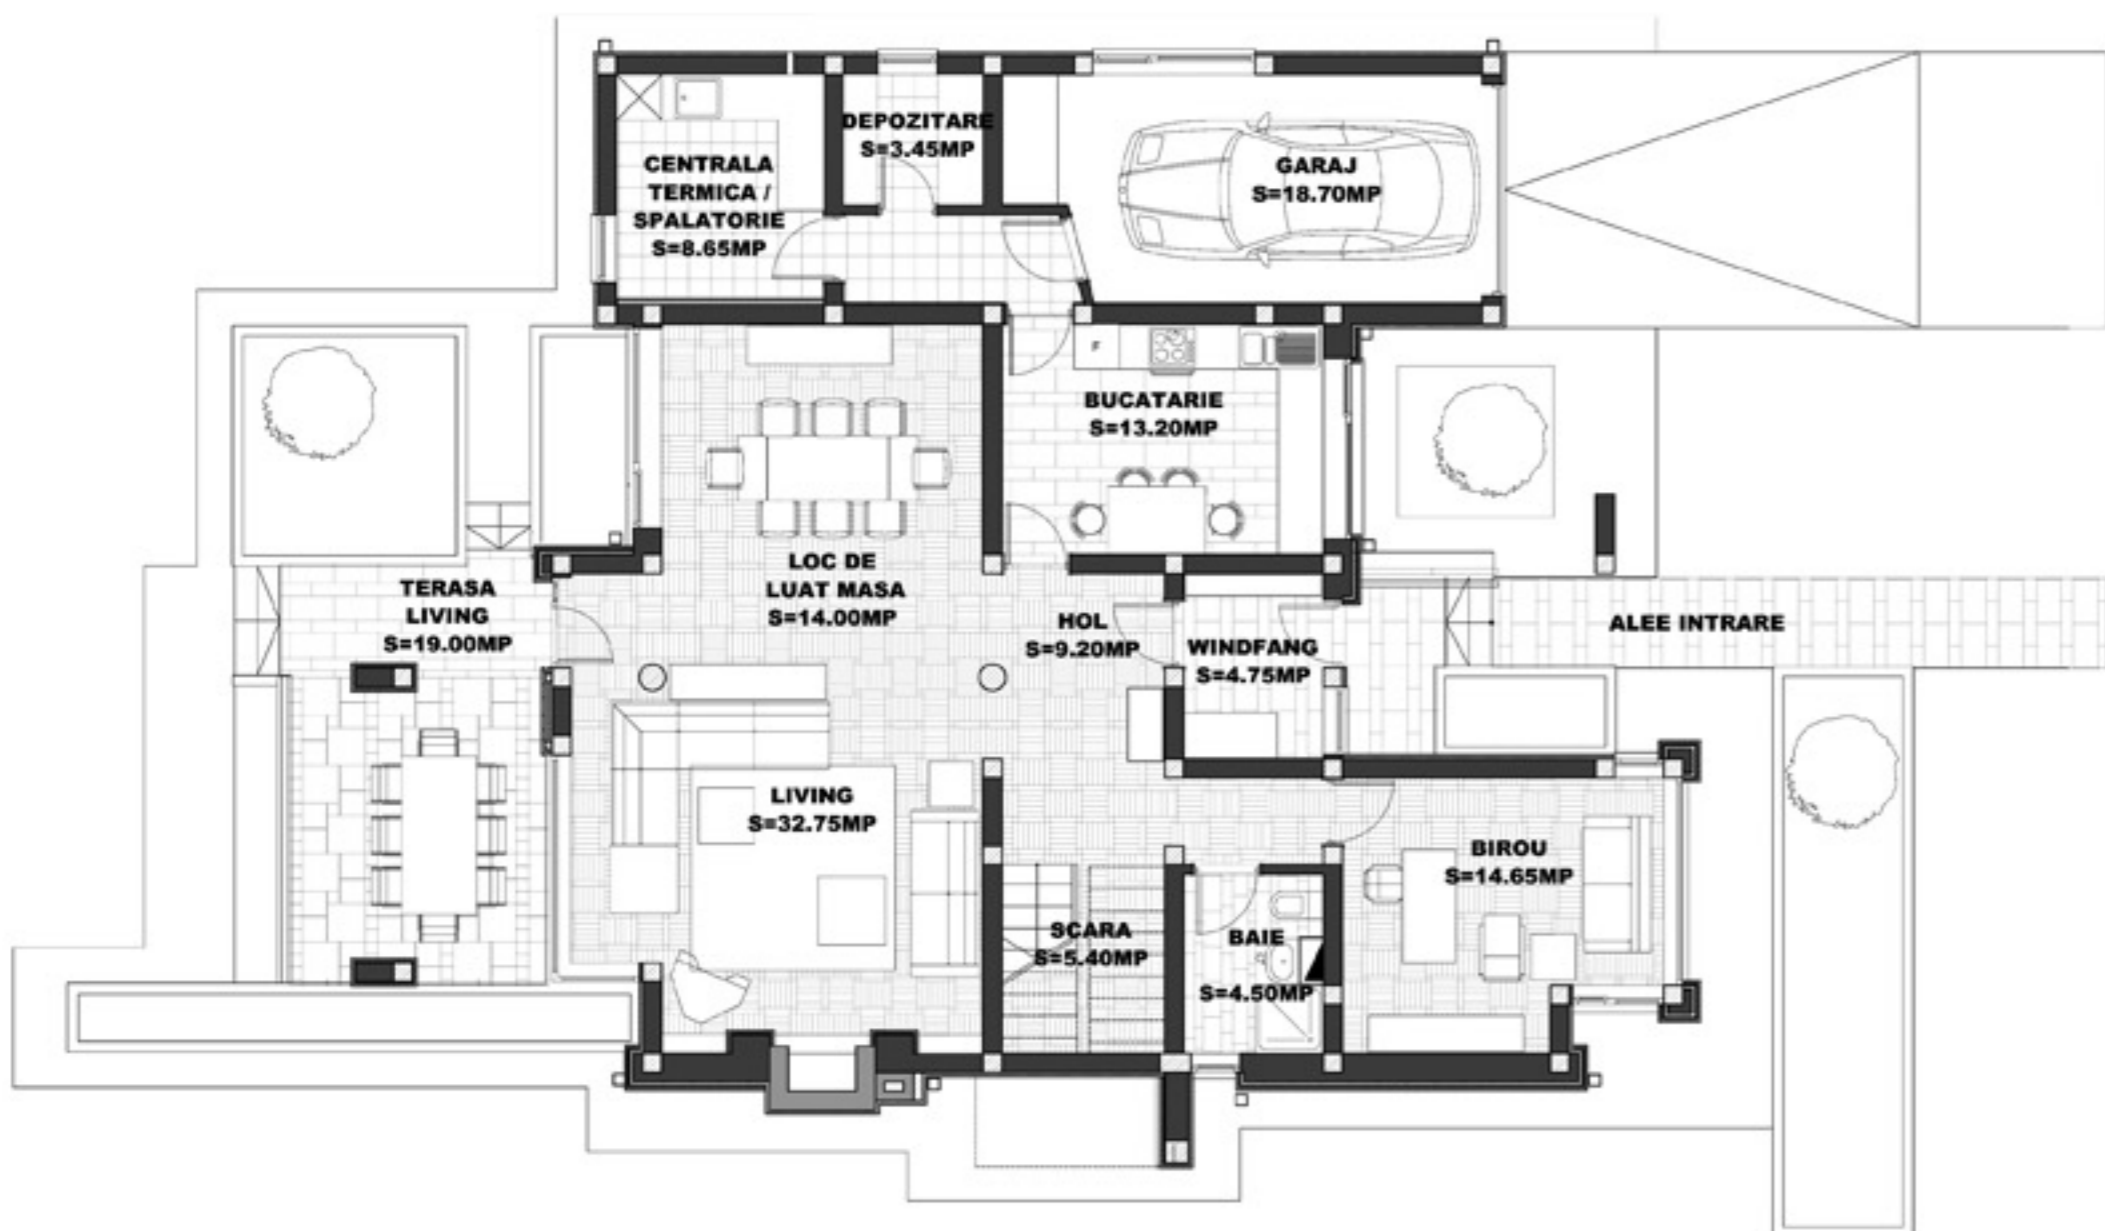 DEPOZITARE
S=3.45MP
CENTRALA
TERMICA /
SPALATORIE
S=8.65MP
GARAJ
S=18.70MP
F
BUCATARIE
S=13.20MP
LOC DE
LUAT MASA
S=14.00MP
TERASA
LIVING
S=19.00MP
HOL
S=9.20MP
WINDFANG
S=4.75MP
ALEE INTRARE
LIVING
S=32.75MP
BIROU
S=14.65MP
SCARA
S=5.40MP
BAIE
S=4.50MP